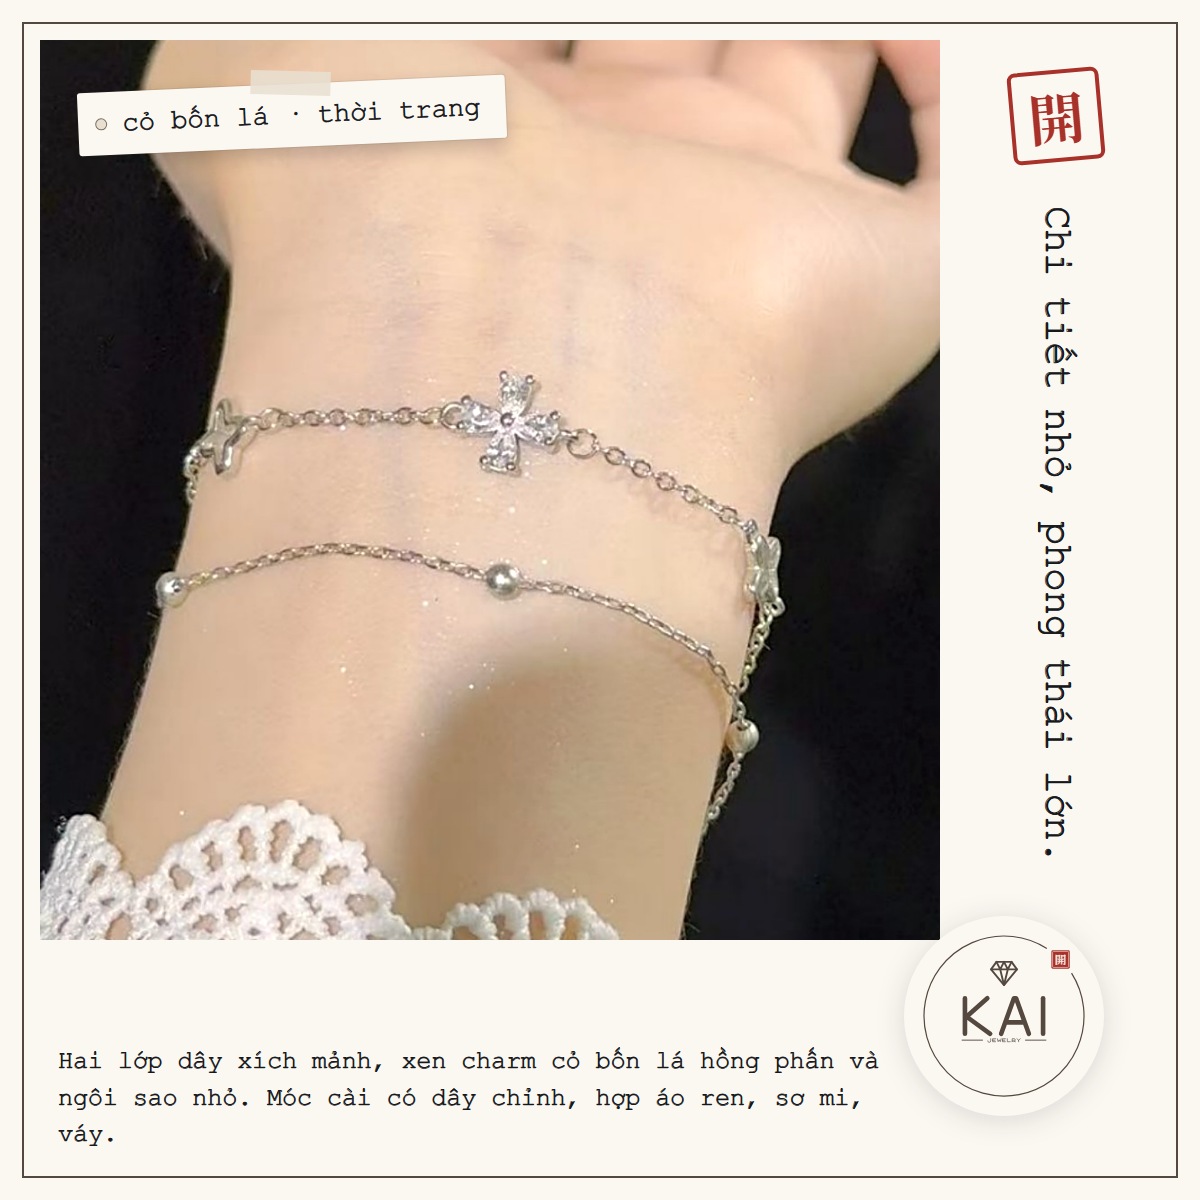 cỏ bốn lá · thời trang
開
Chi tiết nhỏ, phong thái lớn.
開
KAI
JEWELRY
Hai lớp dây xích mảnh, xen charm cỏ bốn lá hồng phấn và
ngôi sao nhỏ. Móc cài có dây chỉnh, hợp áo ren, sơ mi,
váy.